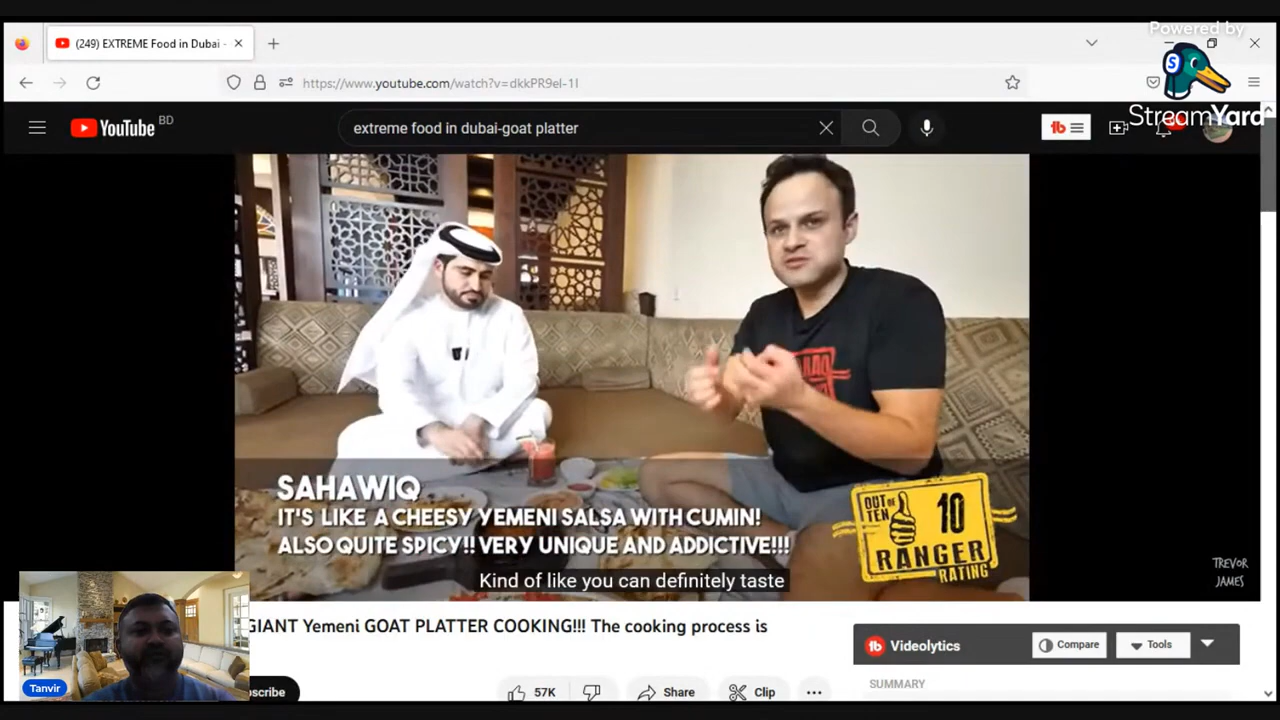 Powered by
StreamYard
(249) EXTREME Food in Dubai -
https://www.youtube.com/watch?v=dkkPR9el-1I
YouTube BD
extreme food in dubai-goat platter
SAHAWIQ
IT'S LIKE A CHEESY YEMENI SALSA WITH CUMIN!
ALSO QUITE SPICY!! VERY UNIQUE AND ADDICTIVE!!!
OUT OF TEN 10
RANGER
RATING
Kind of like you can definitely taste
TREVOR
JAMES
GIANT Yemeni GOAT PLATTER COOKING!!! The cooking process is
Videolytics
Compare
Tools
SUMMARY
Tanvir
scribe
57K
Share
Clip